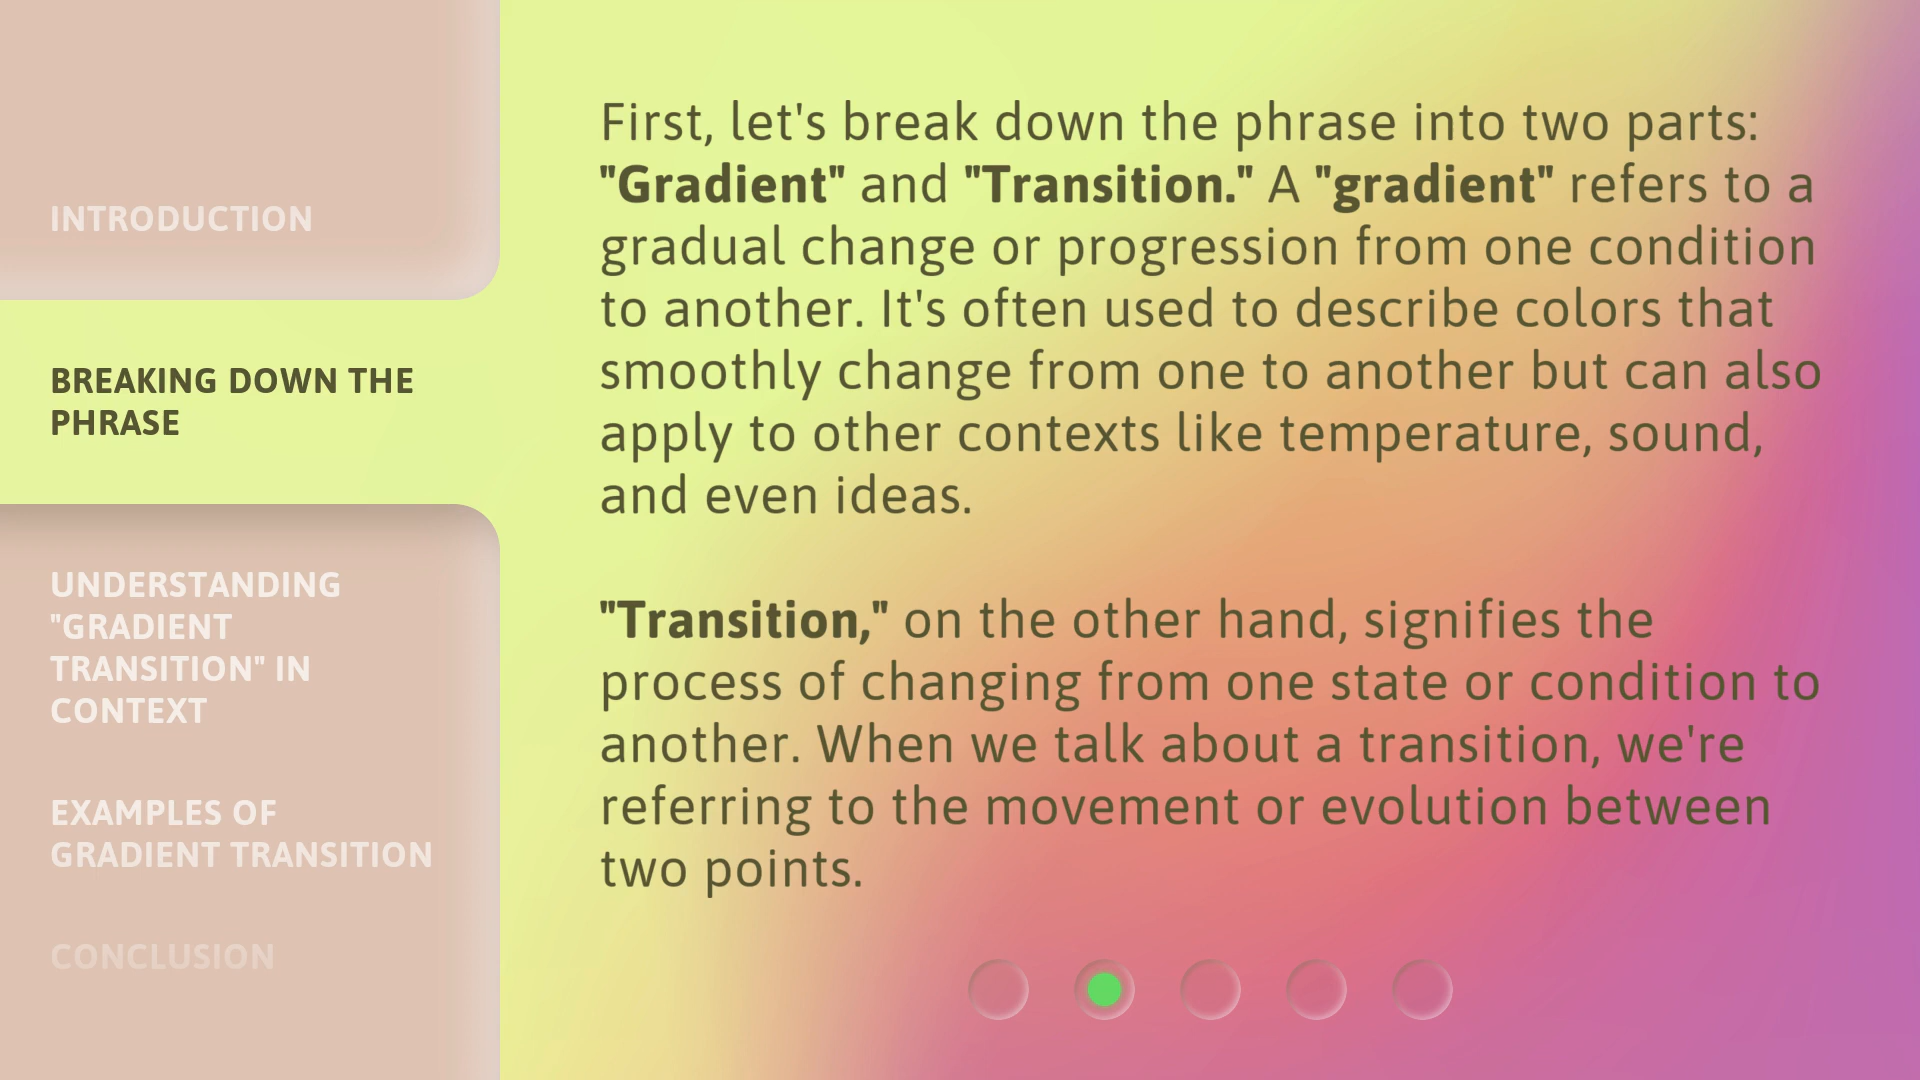 INTRODUCTION
BREAKING DOWN THE
PHRASE
UNDERSTANDING
"GRADIENT
TRANSITION" IN
CONTEXT
EXAMPLES OF
GRADIENT TRANSITION
CONCLUSION
First, let's break down the phrase into two parts:
"Gradient" and "Transition." A "gradient" refers to a
gradual change or progression from one condition
to another. It's often used to describe colors that
smoothly change from one to another but can also
apply to other contexts like temperature, sound,
and even ideas.
"Transition," on the other hand, signifies the
process of changing from one state or condition to
another. When we talk about a transition, we're
referring to the movement or evolution between
two points.